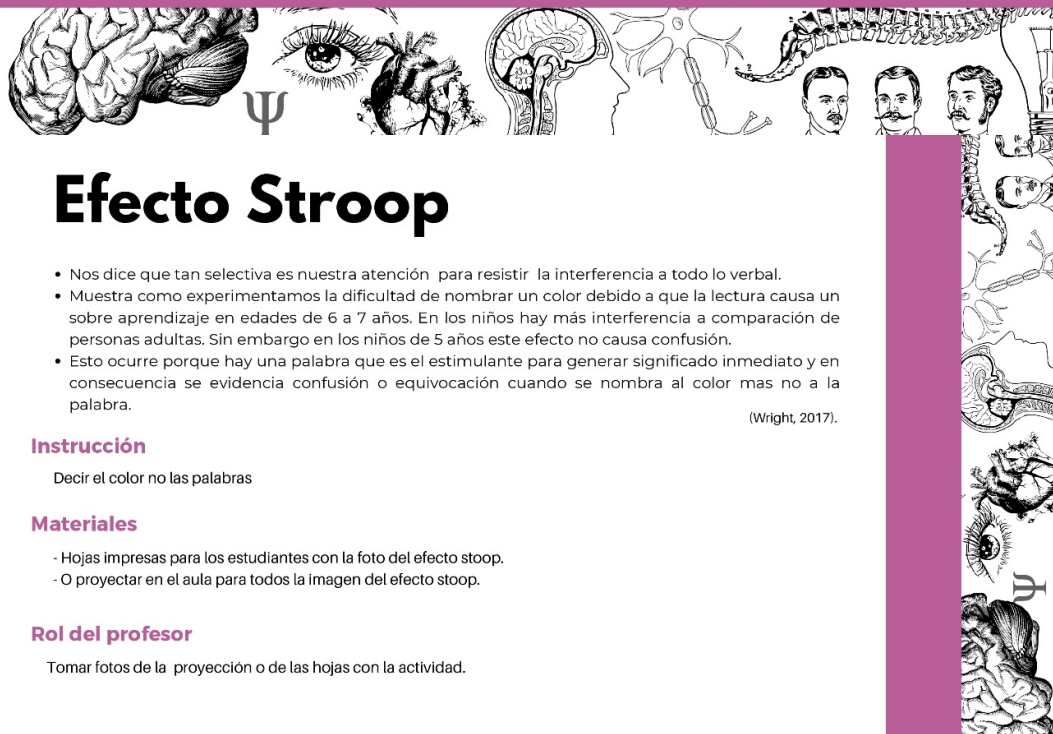 Ψ
Efecto Stroop
• Nos dice que tan selectiva es nuestra atención para resistir la interferencia a todo lo verbal.
• Muestra como experimentamos la dificultad de nombrar un color debido a que la lectura causa un
sobre aprendizaje en edades de 6 a 7 años. En los niños hay más interferencia a comparación de
personas adultas. Sin embargo en los niños de 5 años este efecto no causa confusión.
• Esto ocurre porque hay una palabra que es el estimulante para generar significado inmediato y en
consecuencia se evidencia confusión o equivocación cuando se nombra al color mas no a la
palabra.
(Wright, 2017).
Instrucción
Decir el color no las palabras
Materiales
- Hojas impresas para los estudiantes con la foto del efecto stoop.
- O proyectar en el aula para todos la imagen del efecto stoop.
Rol del profesor
Tomar fotos de la proyección o de las hojas con la actividad.
Ψ